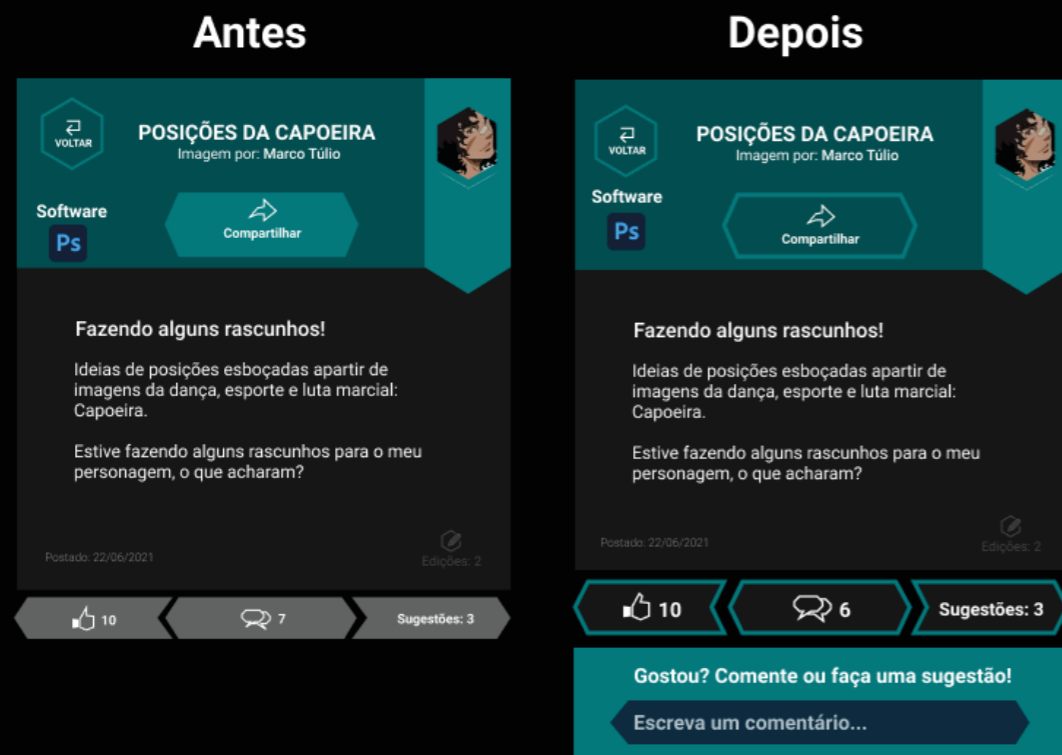 Antes
VOLTAR
POSIÇÕES DA CAPOEIRA
Imagem por: Marco Túlio
Software
Ps
Compartilhar
Fazendo alguns rascunhos!
Ideias de posições esboçadas apartir de
imagens da dança, esporte e luta marcial:
Capoeira.
Estive fazendo alguns rascunhos para o meu
personagem, o que acharam?
Postado: 22/06/2021
Edições: 2
10
7
Sugestões: 3
Depois
VOLTAR
POSIÇÕES DA CAPOEIRA
Imagem por: Marco Túlio
Software
Ps
Compartilhar
Fazendo alguns rascunhos!
Ideias de posições esboçadas apartir de
imagens da dança, esporte e luta marcial:
Capoeira.
Estive fazendo alguns rascunhos para o meu
personagem, o que acharam?
Postado: 22/06/2021
Edições: 2
10
6
Sugestões: 3
Gostou? Comente ou faça uma sugestão!
Escreva um comentário...